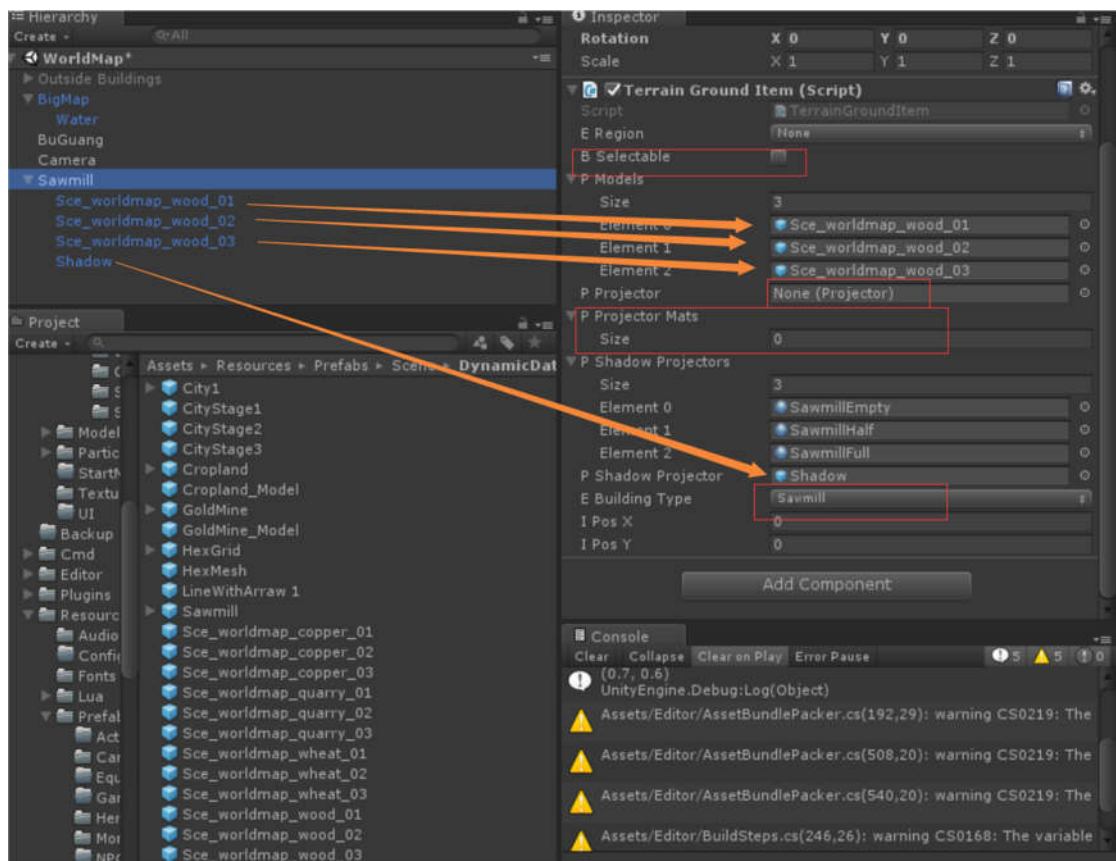 Hierarchy
Create
Q▾All
WorldMap*
Outside Buildings
BigMap
Water
BuGuang
Camera
Sawmill
Sce_worldmap_wood_01
Sce_worldmap_wood_02
Sce_worldmap_wood_03
Shadow
Project
Create
Model
Partic
StartM
Textu
UI
Backup
Cmd
Editor
Plugins
Resourc
Audio
Config
Fonts
Lua
Prefab
Act
Car
Equ
Gar
Her
Mor
NPC
Assets ▸ Resources ▸ Prefabs ▸ Scene ▸ DynamicDat
City1
CityStage1
CityStage2
CityStage3
Cropland
Cropland_Model
GoldMine
GoldMine_Model
HexGrid
HexMesh
LineWithArraw 1
Sawmill
Sce_worldmap_copper_01
Sce_worldmap_copper_02
Sce_worldmap_copper_03
Sce_worldmap_quarry_01
Sce_worldmap_quarry_02
Sce_worldmap_quarry_03
Sce_worldmap_wheat_01
Sce_worldmap_wheat_02
Sce_worldmap_wheat_03
Sce_worldmap_wood_01
Sce_worldmap_wood_02
Sce_worldmap_wood_03
Inspector
Rotation X 0 Y 0 Z 0
Scale X 1 Y 1 Z 1
Terrain Ground Item (Script)
Script TerrainGroundItem
E Region None
B Selectable
P Models
Size 3
Element 0 Sce_worldmap_wood_01
Element 1 Sce_worldmap_wood_02
Element 2 Sce_worldmap_wood_03
P Projector None (Projector)
P Projector Mats
Size 0
P Shadow Projectors
Size 3
Element 0 SawmillEmpty
Element 1 SawmillHalf
Element 2 SawmillFull
P Shadow Projector Shadow
E Building Type Sawmill
I Pos X 0
I Pos Y 0
Add Component
Console
Clear Collapse Clear on Play Error Pause 5 5 0
(0.7, 0.6)
UnityEngine.Debug:Log(Object)
Assets/Editor/AssetBundlePacker.cs(192,29): warning CS0219: The
Assets/Editor/AssetBundlePacker.cs(508,20): warning CS0219: The
Assets/Editor/AssetBundlePacker.cs(540,20): warning CS0219: The
Assets/Editor/BuildSteps.cs(246,26): warning CS0168: The variable